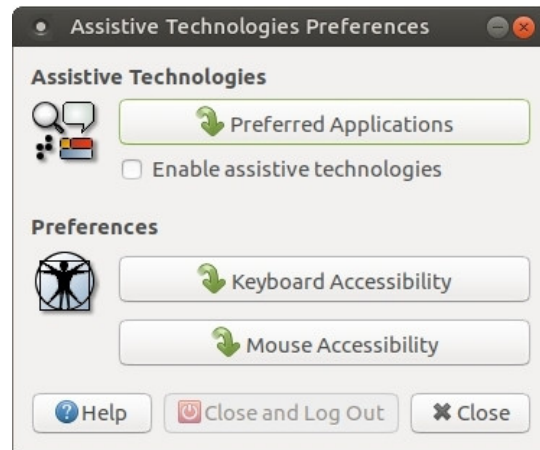 Assistive Technologies Preferences
Assistive Technologies
Preferred Applications
Enable assistive technologies
Preferences
Keyboard Accessibility
Mouse Accessibility
Help Close and Log Out Close